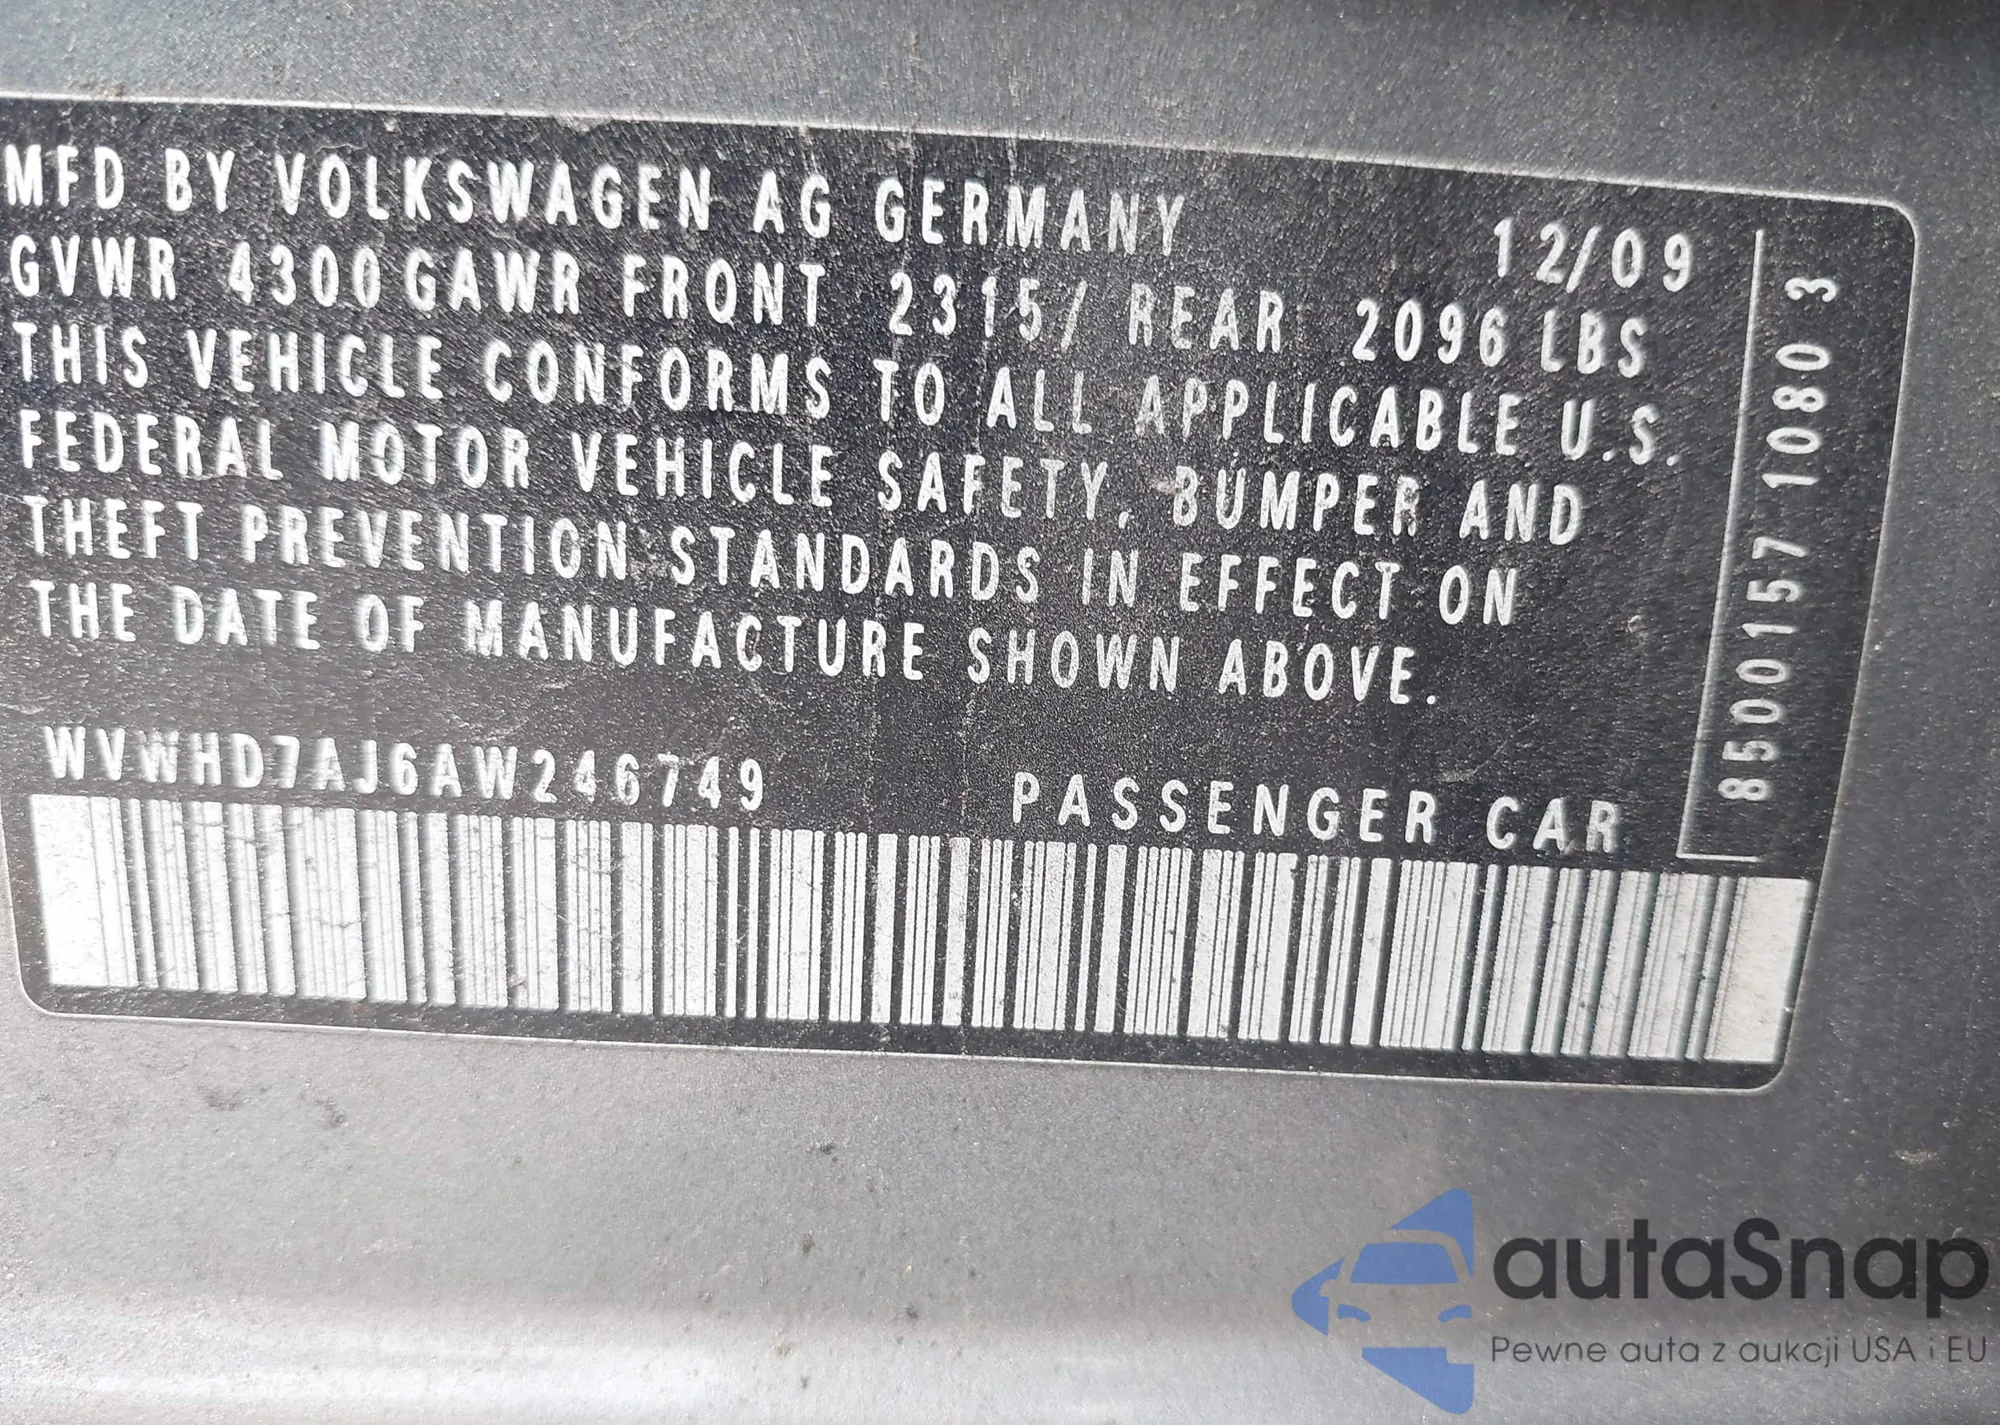 MFD BY VOLKSWAGEN AG GERMANY 12/09
GVWR 4300 GAWR FRONT 2315/ REAR 2096 LBS
THIS VEHICLE CONFORMS TO ALL APPLICABLE U.S.
FEDERAL MOTOR VEHICLE SAFETY, BUMPER AND
THEFT PREVENTION STANDARDS IN EFFECT ON
THE DATE OF MANUFACTURE SHOWN ABOVE.
WVWHD7AJ6AW246749 PASSENGER CAR
8500157 1080 3
autaSnap
Pewne auta z aukcji USA i EU